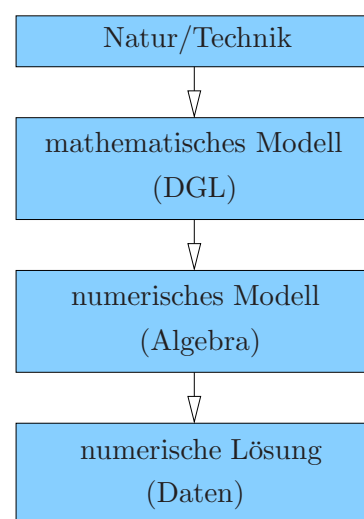 Natur/Technik
mathematisches Modell
(DGL)
numerisches Modell
(Algebra)
numerische Lösung
(Daten)